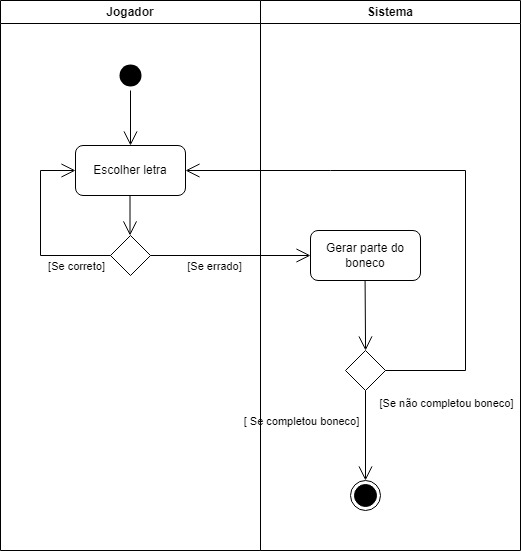 Jogador
Sistema
Escolher letra
Gerar parte do
boneco
[Se correto]
[Se errado]
[Se não completou boneco]
[ Se completou boneco]